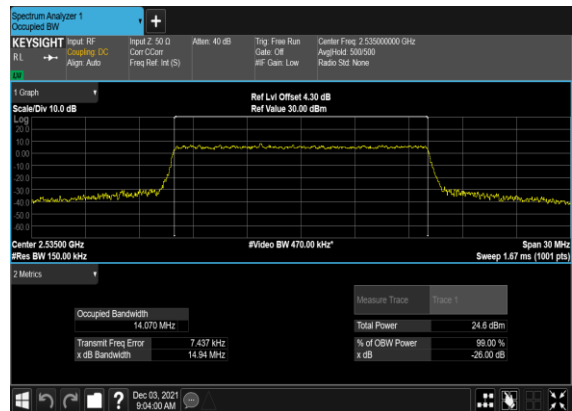 Spectrum Analyzer 1
Occupied BW
KEYSIGHT Input: RF Input Z: 50 Ω Atten: 40 dB Trig: Free Run Center Freq: 2.535000000 GHz
R L Coupling: DC Corr CCorr Gate: Off Avg|Hold: 500/500
Align: Auto Freq Ref: Int (S) #IF Gain: Low Radio Std: None
LW
1 Graph Ref Lvl Offset 4.30 dB
Scale/Div 10.0 dB Ref Value 30.00 dBm
Log
20.0
10.0
0.00
-10.0
-20.0
-30.0
-40.0
-50.0
-60.0
Center 2.53500 GHz #Video BW 470.00 kHz* Span 30 MHz
#Res BW 150.00 kHz Sweep 1.67 ms (1001 pts)
2 Metrics
Measure Trace Trace 1
Occupied Bandwidth
14.070 MHz Total Power 24.6 dBm
Transmit Freq Error 7.437 kHz % of OBW Power 99.00 %
x dB Bandwidth 14.94 MHz x dB -26.00 dB
Dec 03, 2021
9:04:00 AM